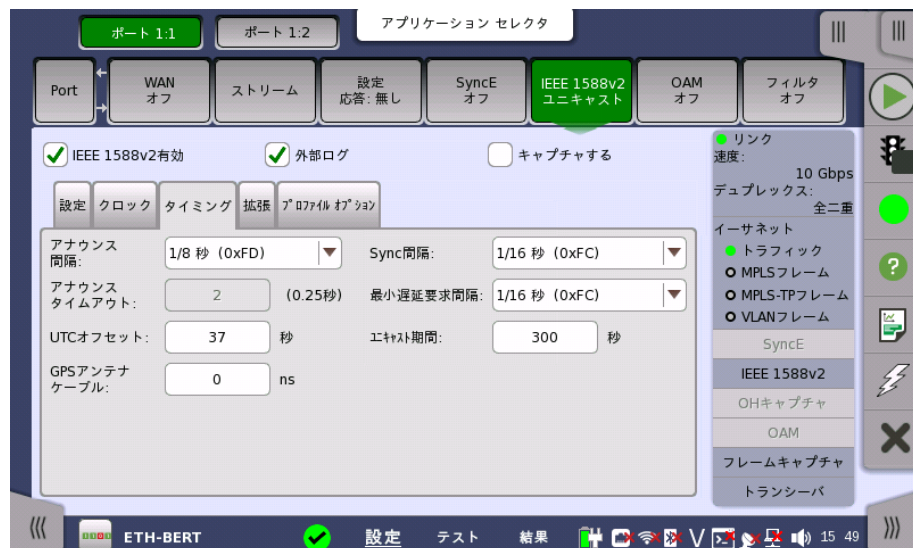 アプリケーション セレクタ
ポート 1:1
ポート 1:2
Port
WAN
オフ
ストリーム
設定
応答: 無し
SyncE
オフ
IEEE 1588v2
ユニキャスト
OAM
オフ
フィルタ
オフ
IEEE 1588v2有効
外部ログ
キャプチャする
設定
クロック
タイミング
拡張
ﾌﾟﾛﾌｧｲﾙ ｵﾌﾟｼｮﾝ
アナウンス
間隔:
1/8 秒 (0xFD)
Sync間隔:
1/16 秒 (0xFC)
アナウンス
タイムアウト:
2
(0.25秒)
最小遅延要求間隔:
1/16 秒 (0xFC)
UTCオフセット:
37
秒
ﾕﾆｷｬｽﾄ期間:
300
秒
GPSアンテナ
ケーブル:
0
ns
リンク
速度:
10 Gbps
デュプレックス:
全二重
イーサネット
トラフィック
MPLSフレーム
MPLS-TPフレーム
VLANフレーム
SyncE
IEEE 1588v2
OHキャプチャ
OAM
フレームキャプチャ
トランシーバ
ETH-BERT
設定
テスト
結果
15 49